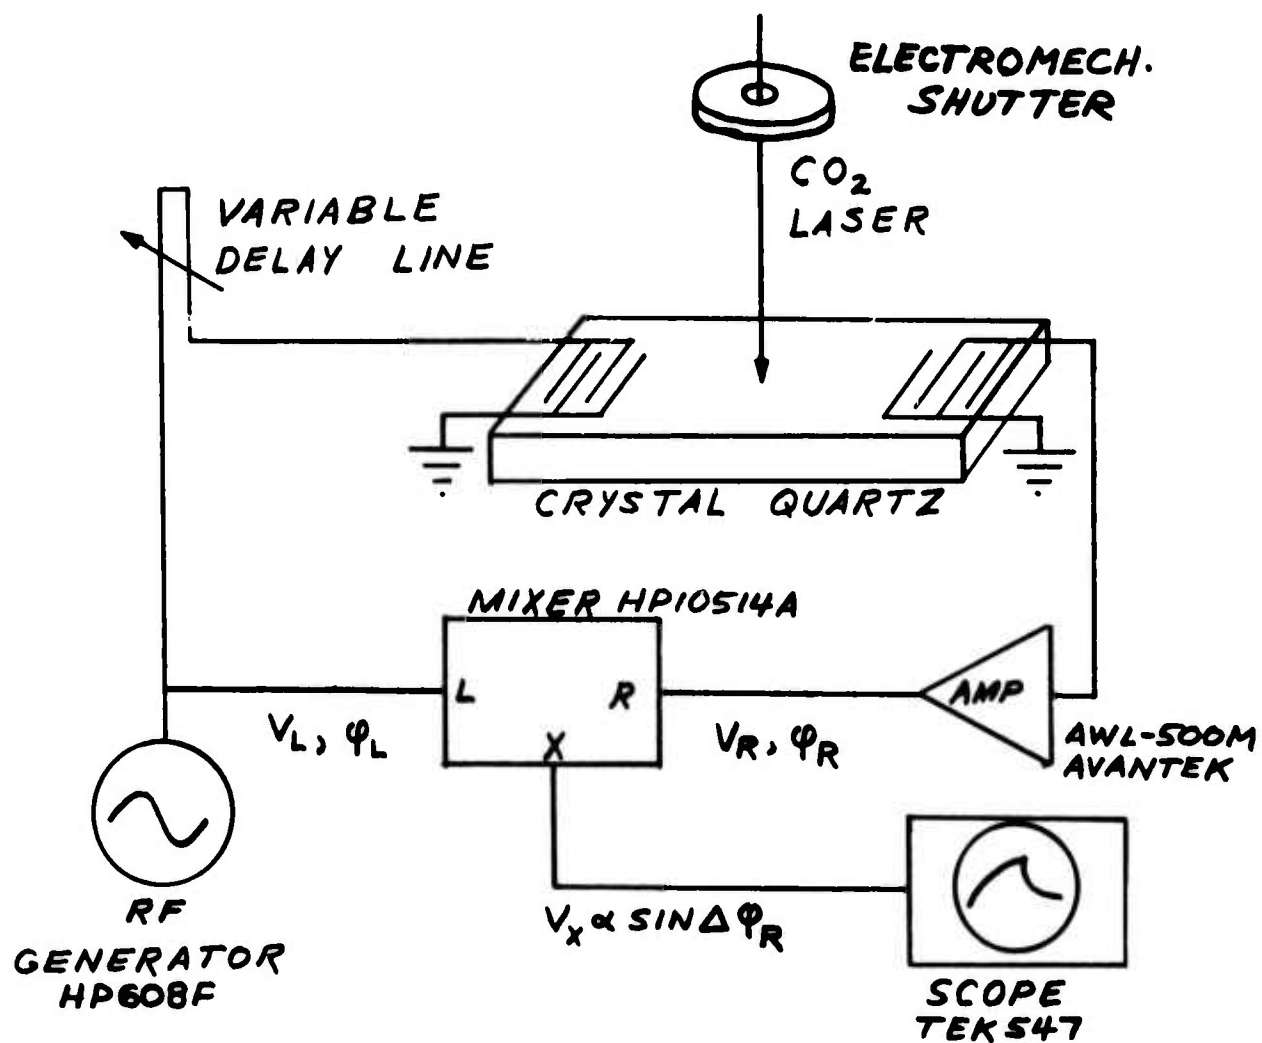 ELECTROMECH.
SHUTTER
CO₂
LASER
VARIABLE
DELAY LINE
CRYSTAL QUARTZ
MIXER HP10514A
L
R
X
AMP
V_L, φ_L
V_R, φ_R
AWL-500M
AVANTEK
V_X ∝ SIN Δ φ_R
RF
GENERATOR
HP608F
SCOPE
TEK547